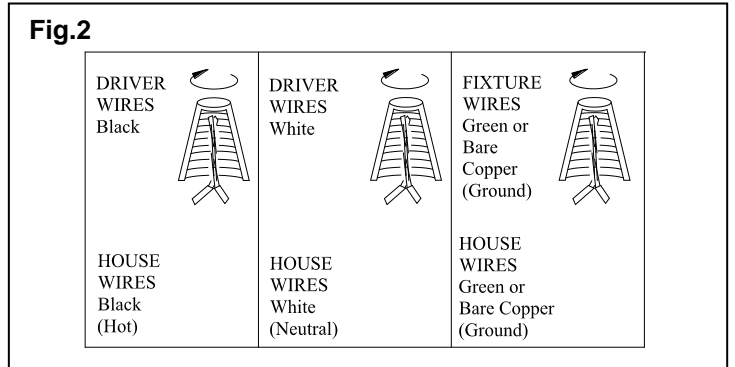 Fig.2
DRIVER
WIRES
Black
HOUSE
WIRES
Black
(Hot)
DRIVER
WIRES
White
HOUSE
WIRES
White
(Neutral)
FIXTURE
WIRES
Green or
Bare
Copper
(Ground)
HOUSE
WIRES
Green or
Bare Copper
(Ground)